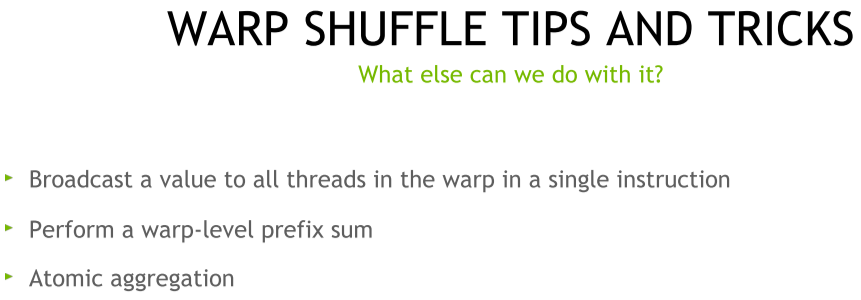 WARP SHUFFLE TIPS AND TRICKS
What else can we do with it?
Broadcast a value to all threads in the warp in a single instruction
Perform a warp-level prefix sum
Atomic aggregation